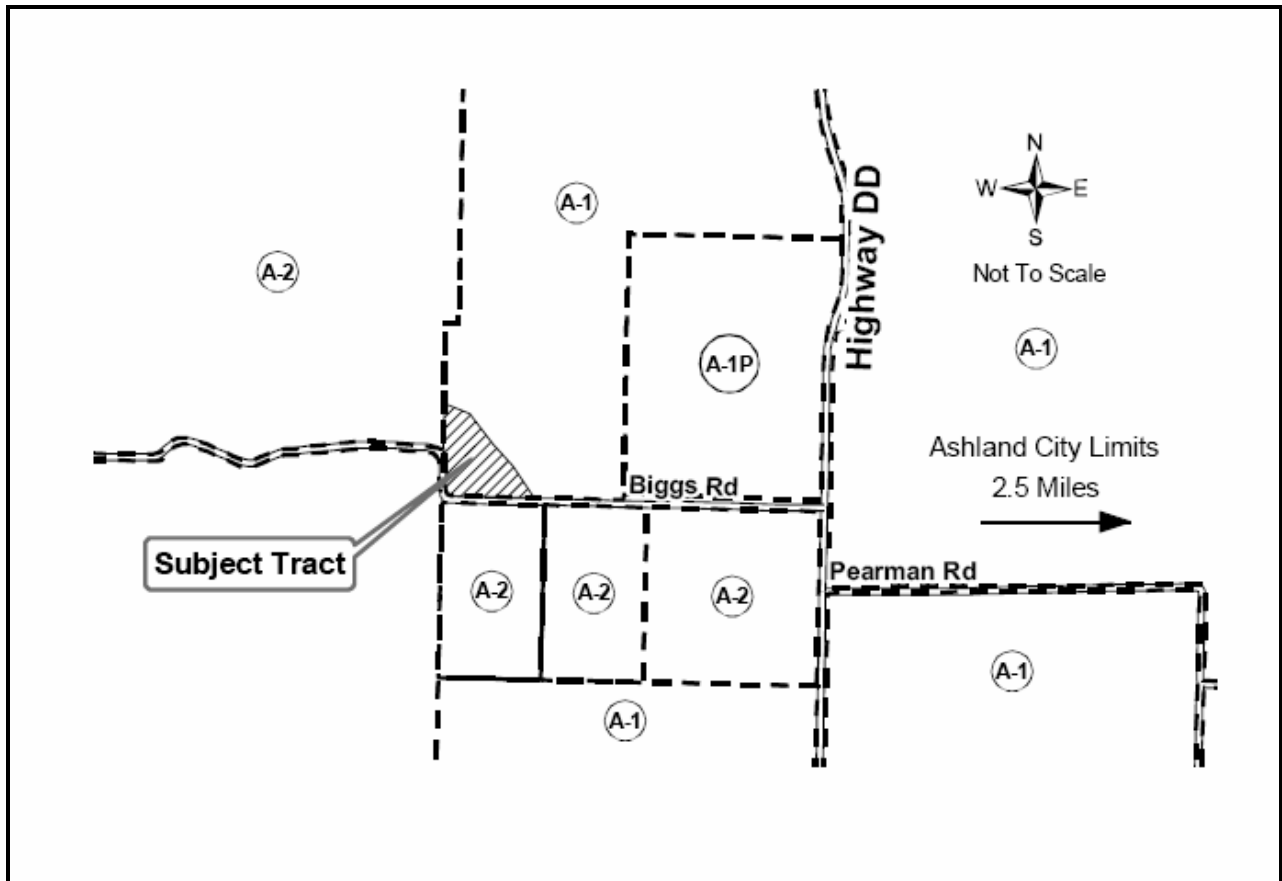 N
W E
S
Not To Scale
A-1
A-2
Highway DD
A-1P
A-1
Ashland City Limits
2.5 Miles
Biggs Rd
Subject Tract
Pearman Rd
A-2
A-2
A-2
A-1
A-1